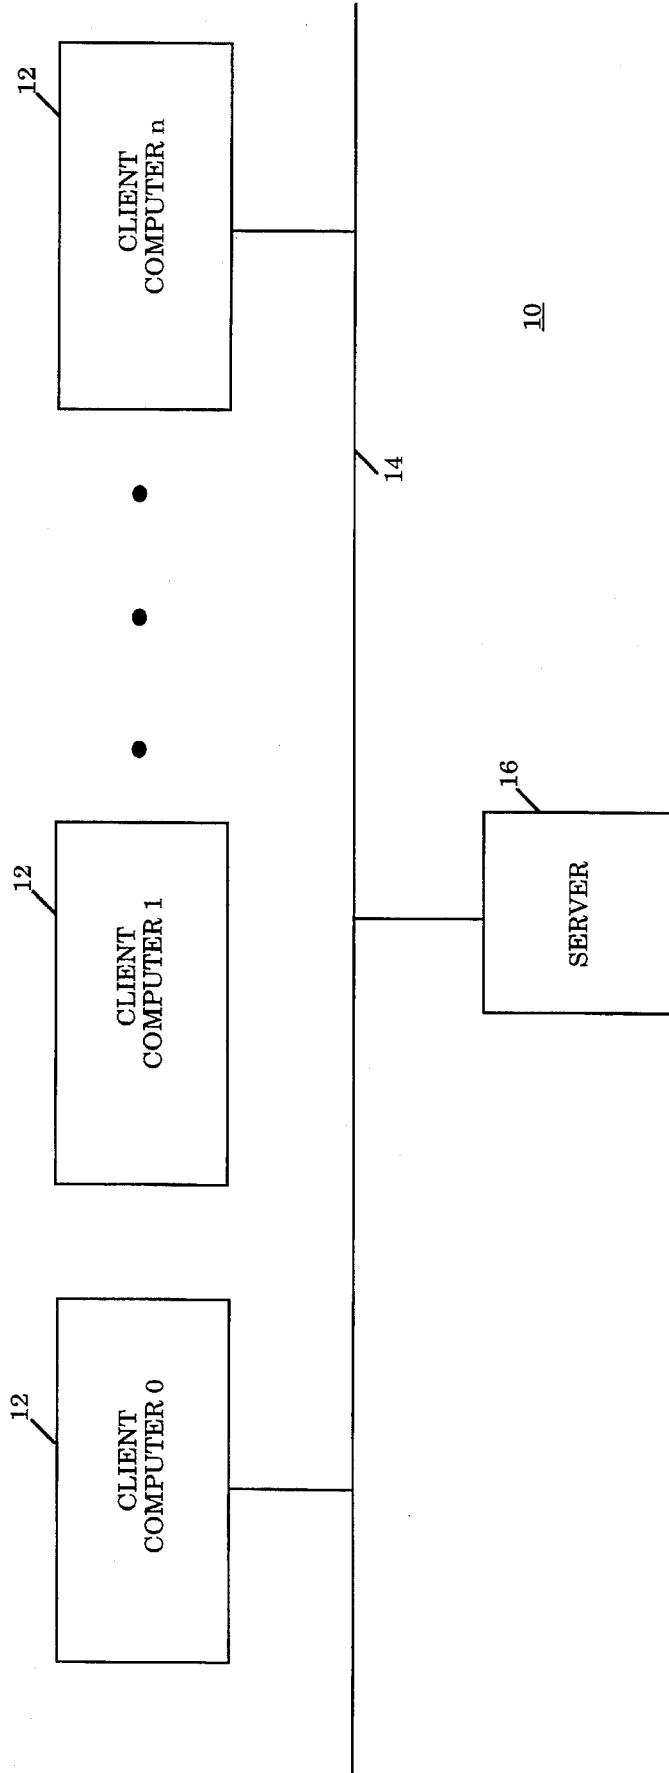 12
CLIENT
COMPUTER 0
12
CLIENT
COMPUTER 1
12
CLIENT
COMPUTER n
14
16
SERVER
10